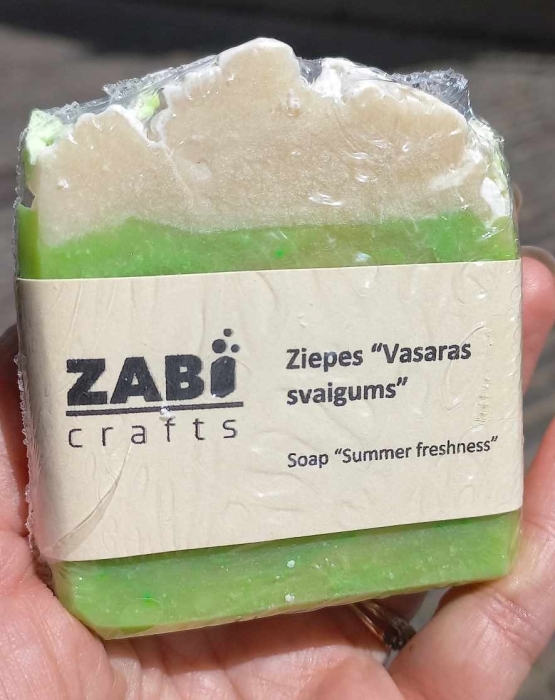 ZABi
crafts
Ziepes “Vasaras
svaigums”
Soap “Summer freshness”